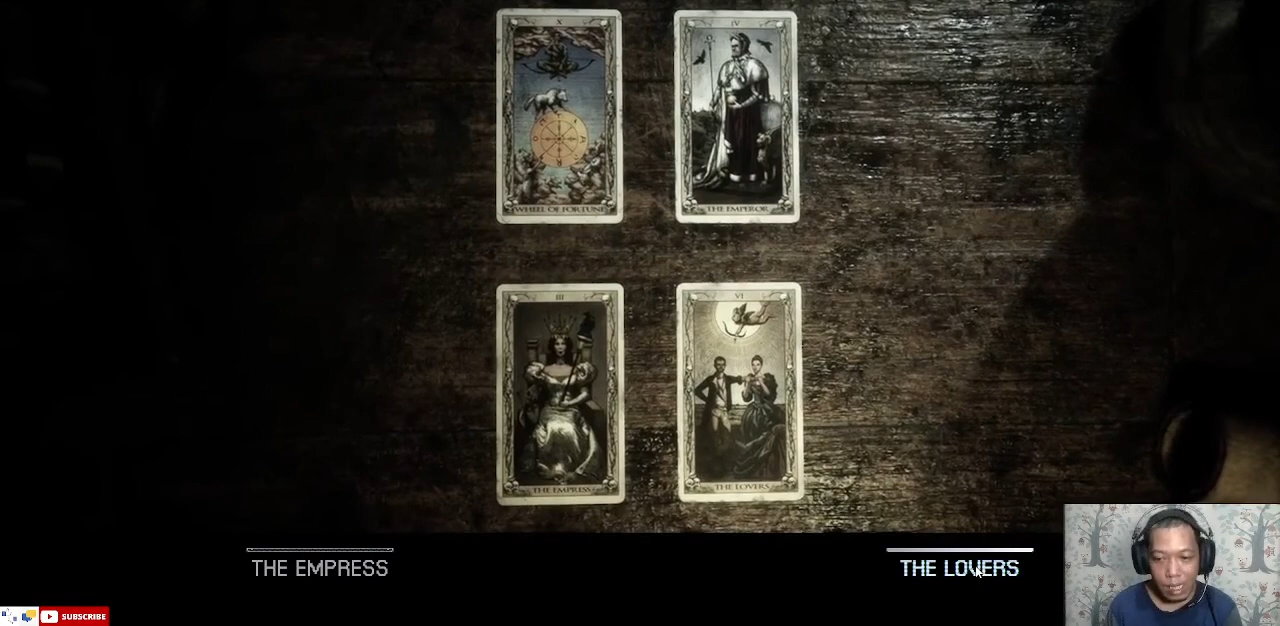 X
IV
WHEEL OF FORTUNE
THE EMPEROR
III
VI
THE EMPRESS
THE LOVERS
THE EMPRESS
THE LOVERS
SUBSCRIBE